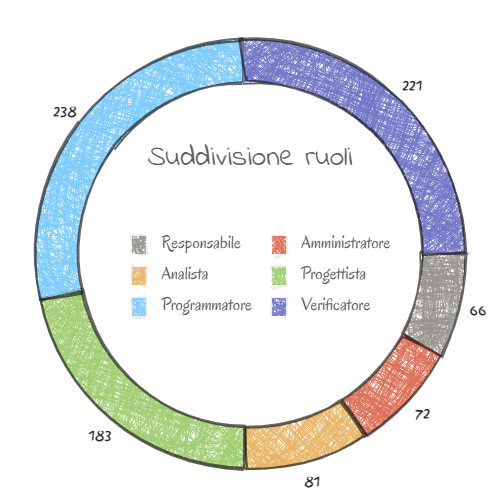 221
238
Suddivisione ruoli
Responsabile
Amministratore
Analista
Progettista
Programmatore
Verificatore
66
72
183
81